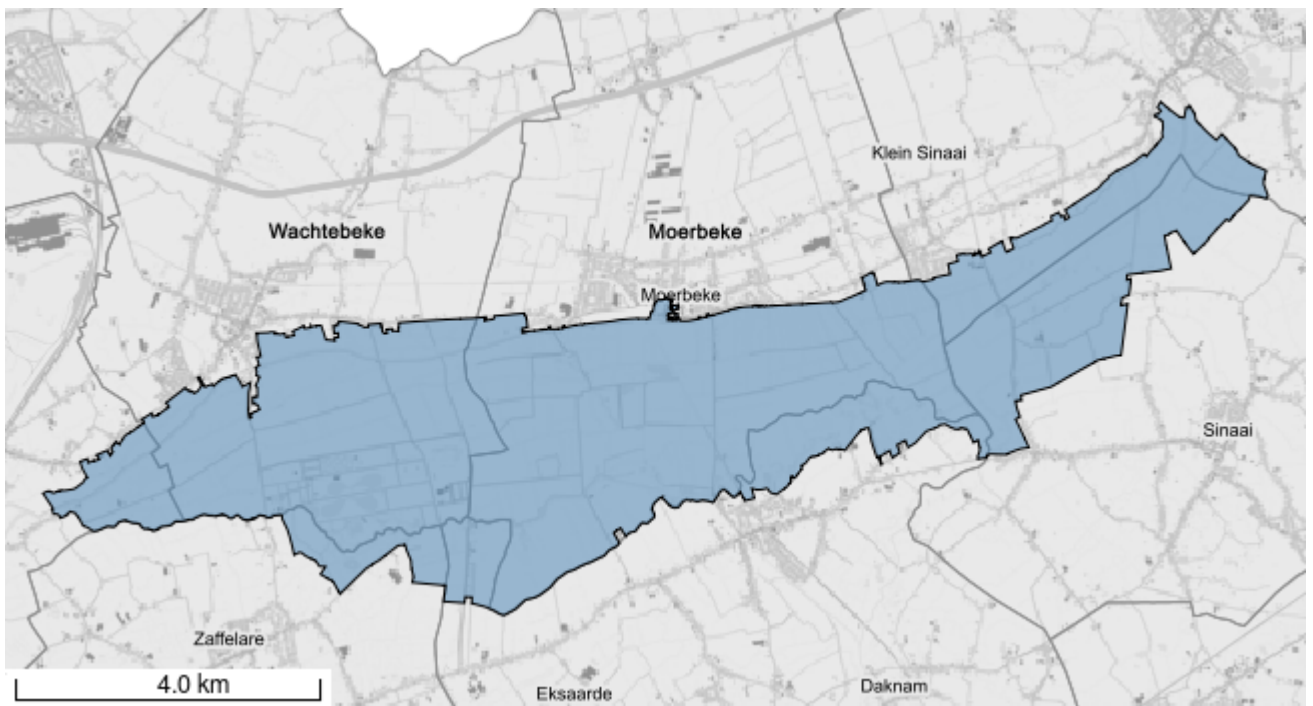 Klein Sinaai
Wachtebeke
Moerbeke
Moerbeke
Sinaai
Zaffelare
4.0 km
Eksaarde
Daknam